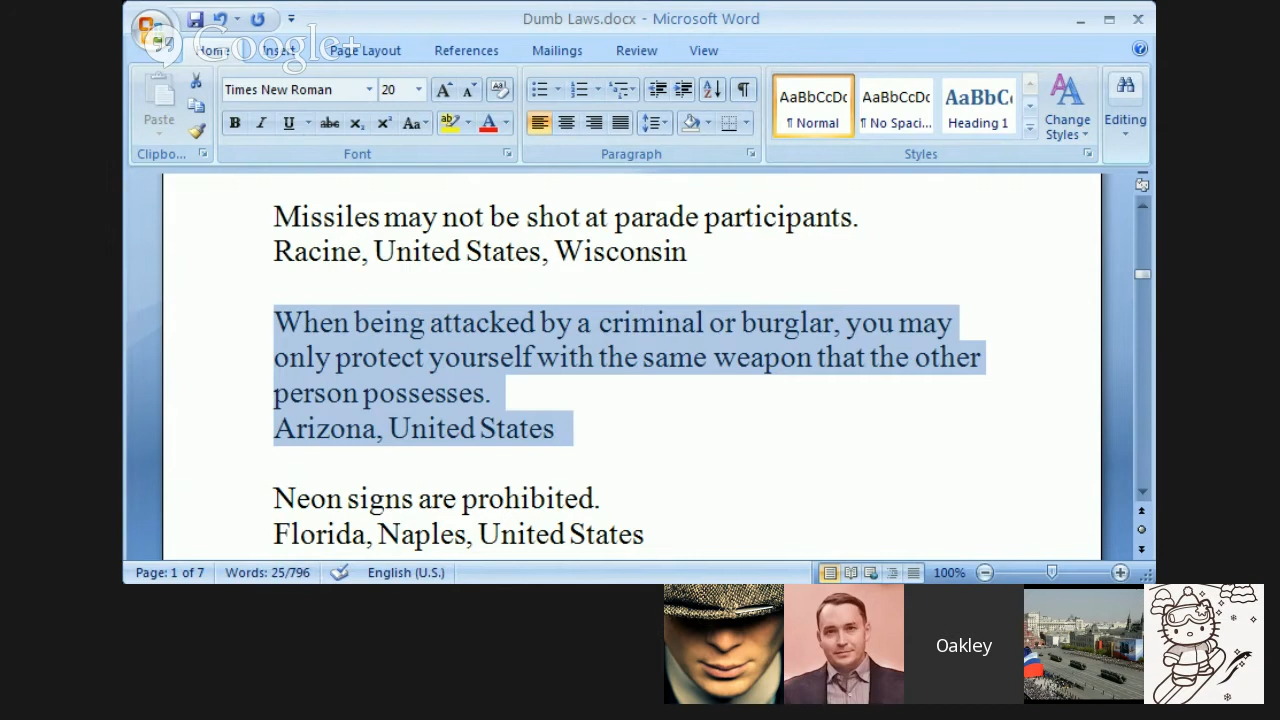 Dumb Laws.docx - Microsoft Word
Google+
Home Insert Page Layout References Mailings Review View
Times New Roman 20
AaBbCcDc AaBbCcDc AaBbC
Paste
¶ Normal ¶ No Spaci... Heading 1 Change Styles Editing
Clipbo... Font Paragraph Styles
Missiles may not be shot at parade participants.
Racine, United States, Wisconsin
When being attacked by a criminal or burglar, you may
only protect yourself with the same weapon that the other
person possesses.
Arizona, United States
Neon signs are prohibited.
Florida, Naples, United States
Page: 1 of 7 Words: 25/796 English (U.S.) 100%
Oakley